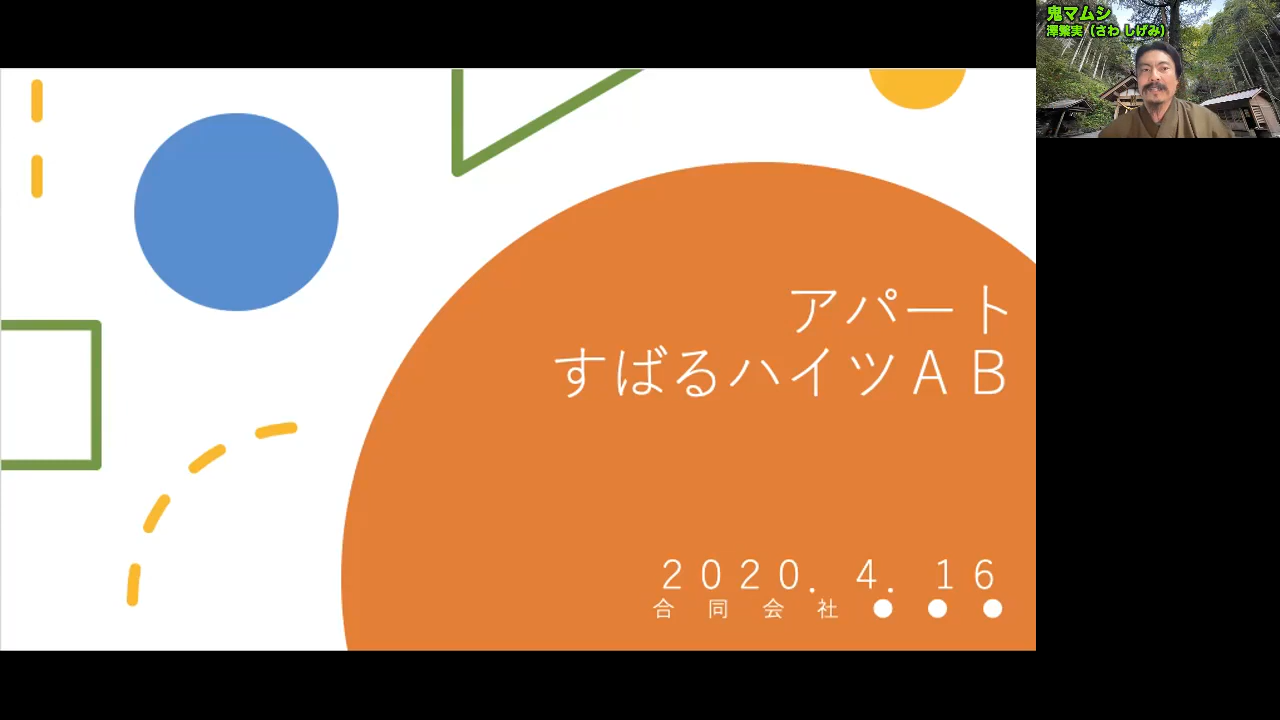 アパート
すばるハイツＡＢ
２０２０．４．１６
合同会社●●●
鬼マムシ
澤繁実（さわ しげみ）